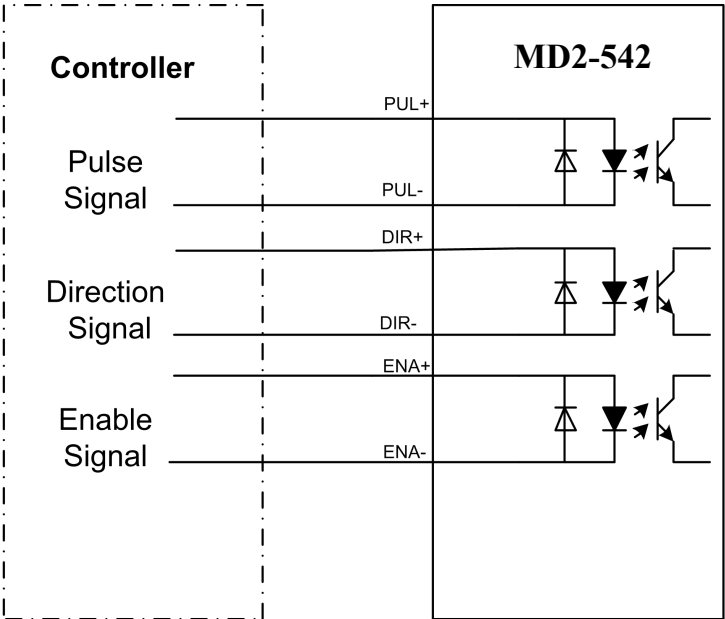 Controller
MD2-542
PUL+
Pulse
Signal
PUL-
DIR+
Direction
Signal
DIR-
ENA+
Enable
Signal
ENA-